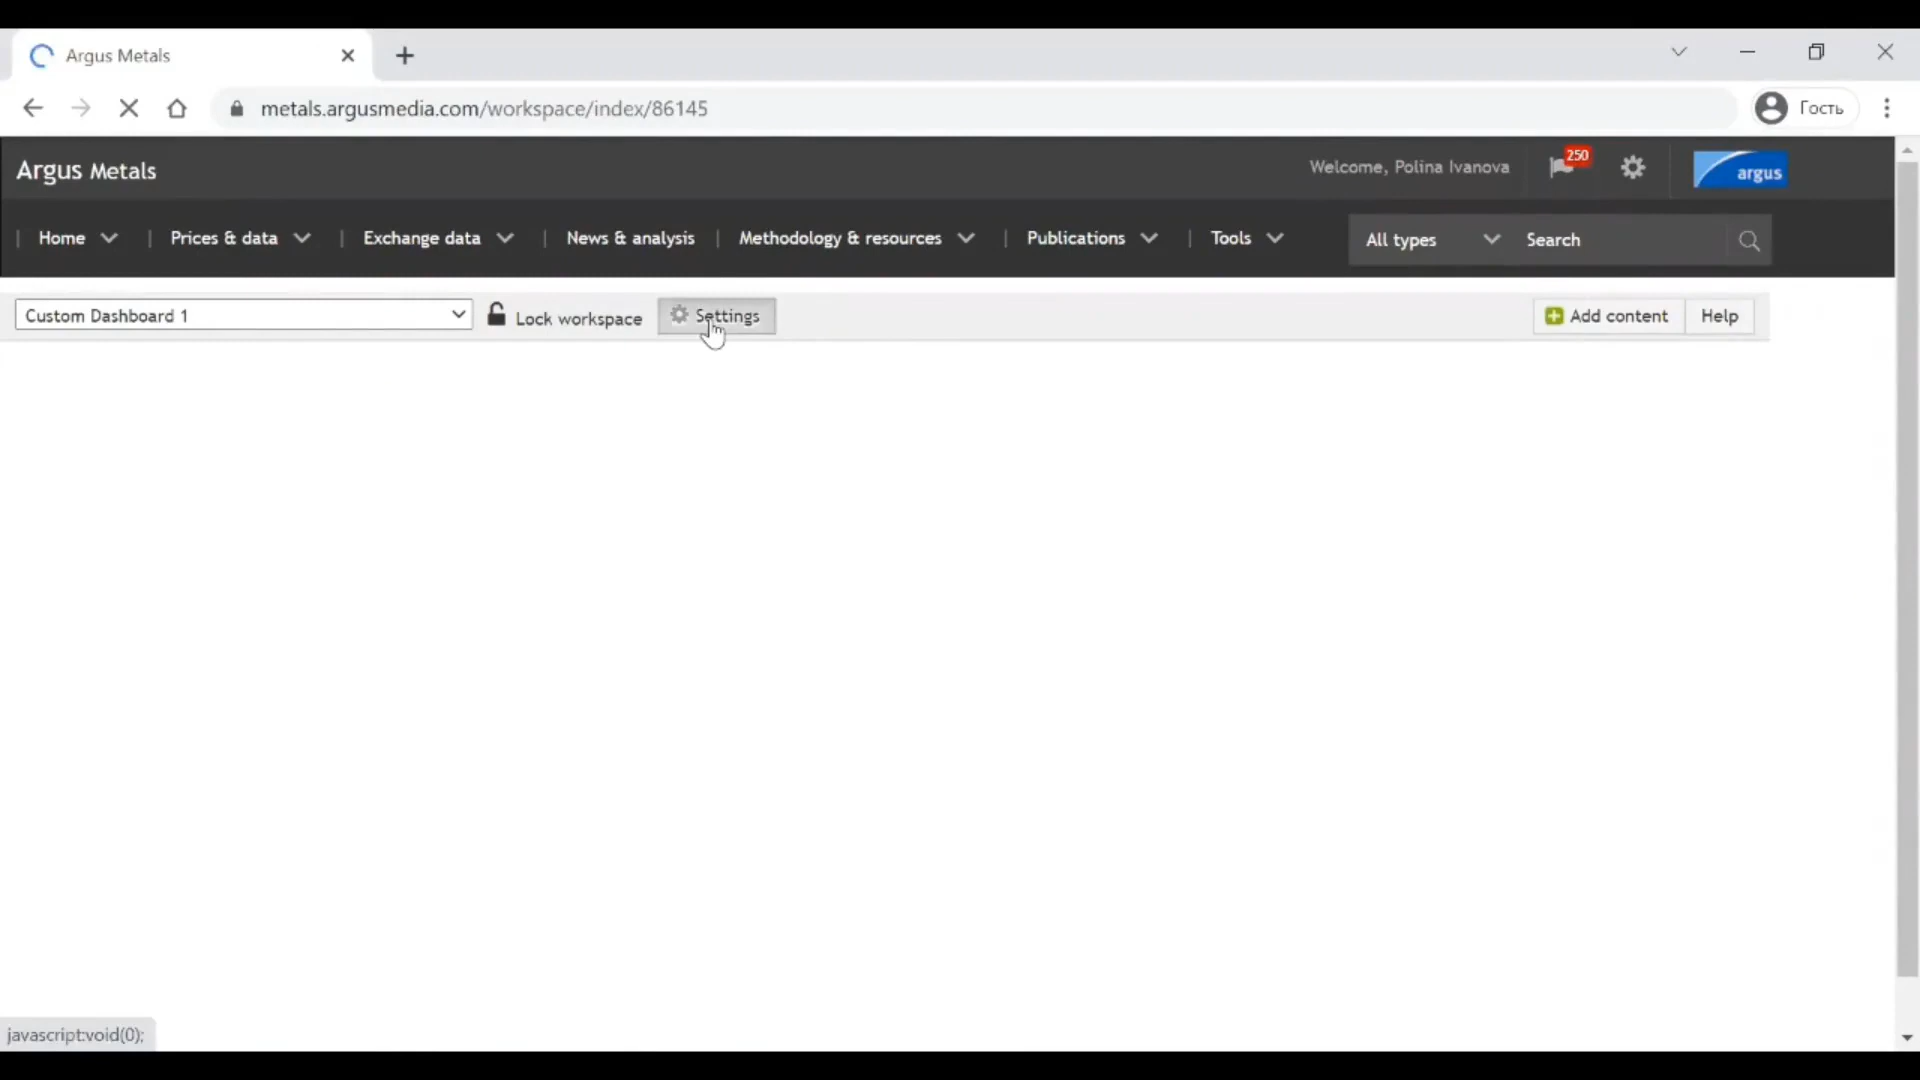 Argus Metals
metals.argusmedia.com/workspace/index/86145
Гость
Argus Metals
Welcome, Polina Ivanova
250
argus
Home
Prices & data
Exchange data
News & analysis
Methodology & resources
Publications
Tools
All types
Search
Custom Dashboard 1
Lock workspace
Settings
Add content
Help
javascript:void(0);